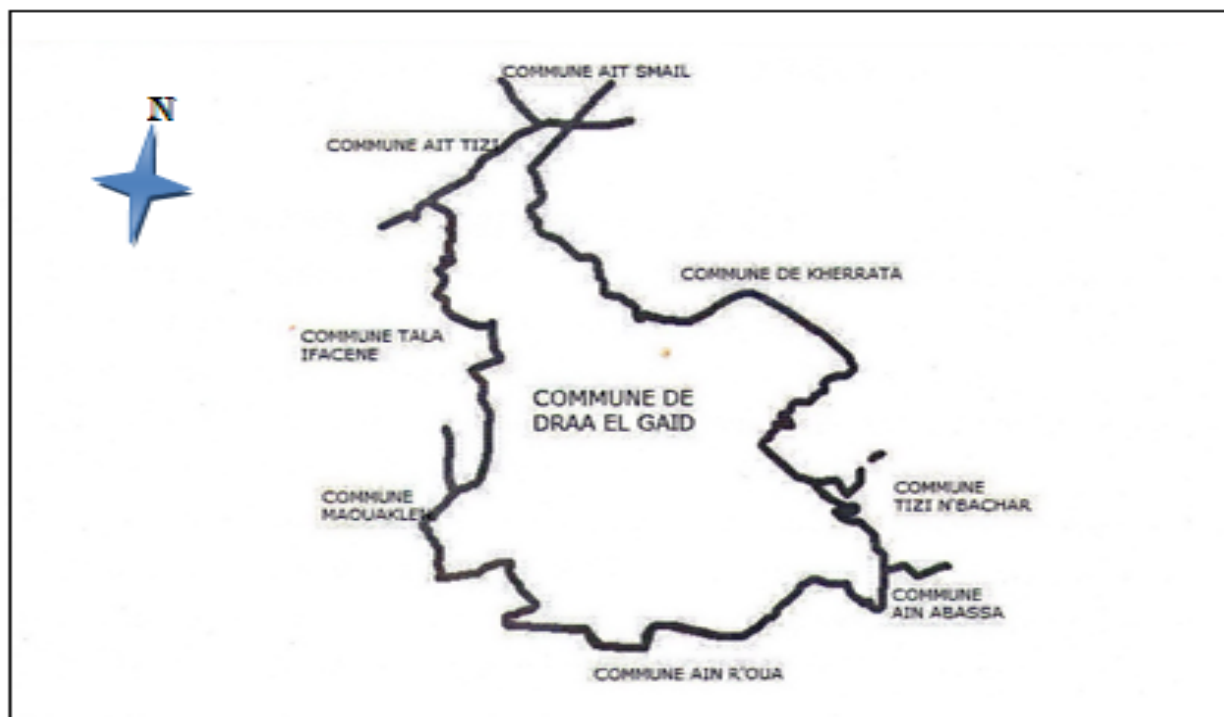 COMMUNE AIT SMAIL
N
COMMUNE AIT TIZI
COMMUNE DE KHERRATA
COMMUNE TALA
IFACENE
COMMUNE DE
DRAA EL GAID
COMMUNE
MAOUAKLEN
COMMUNE
TIZI N'BACHAR
COMMUNE
AIN ABASSA
COMMUNE AIN R'OUA